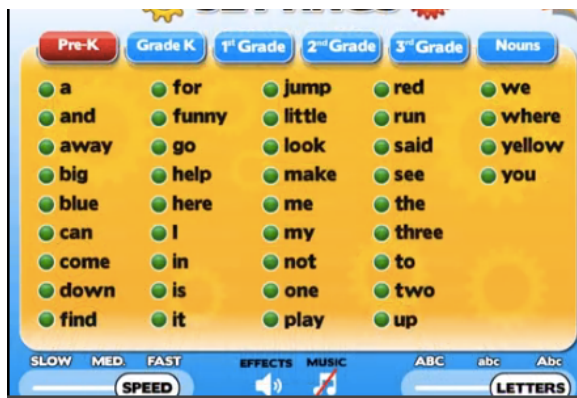 Pre-K Grade K 1st Grade 2nd Grade 3rd Grade Nouns
a for jump red we
and funny little run where
away go look said yellow
big help make see you
blue here me the
can I my three
come in not to
down is one two
find it play up
SLOW MED. FAST EFFECTS MUSIC ABC abc Abc
SPEED LETTERS